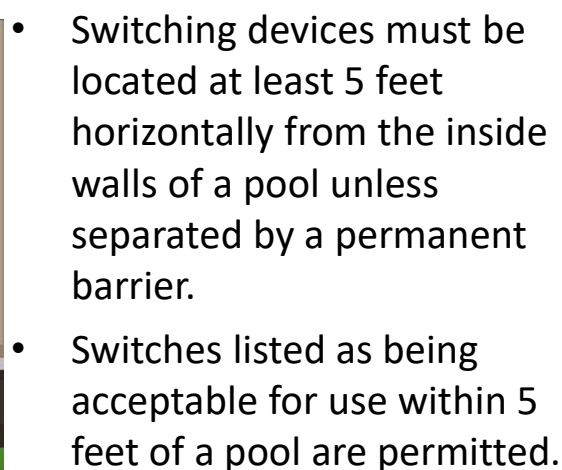 • Switching devices must be
located at least 5 feet
horizontally from the inside
walls of a pool unless
separated by a permanent
barrier.
• Switches listed as being
acceptable for use within 5
feet of a pool are permitted.